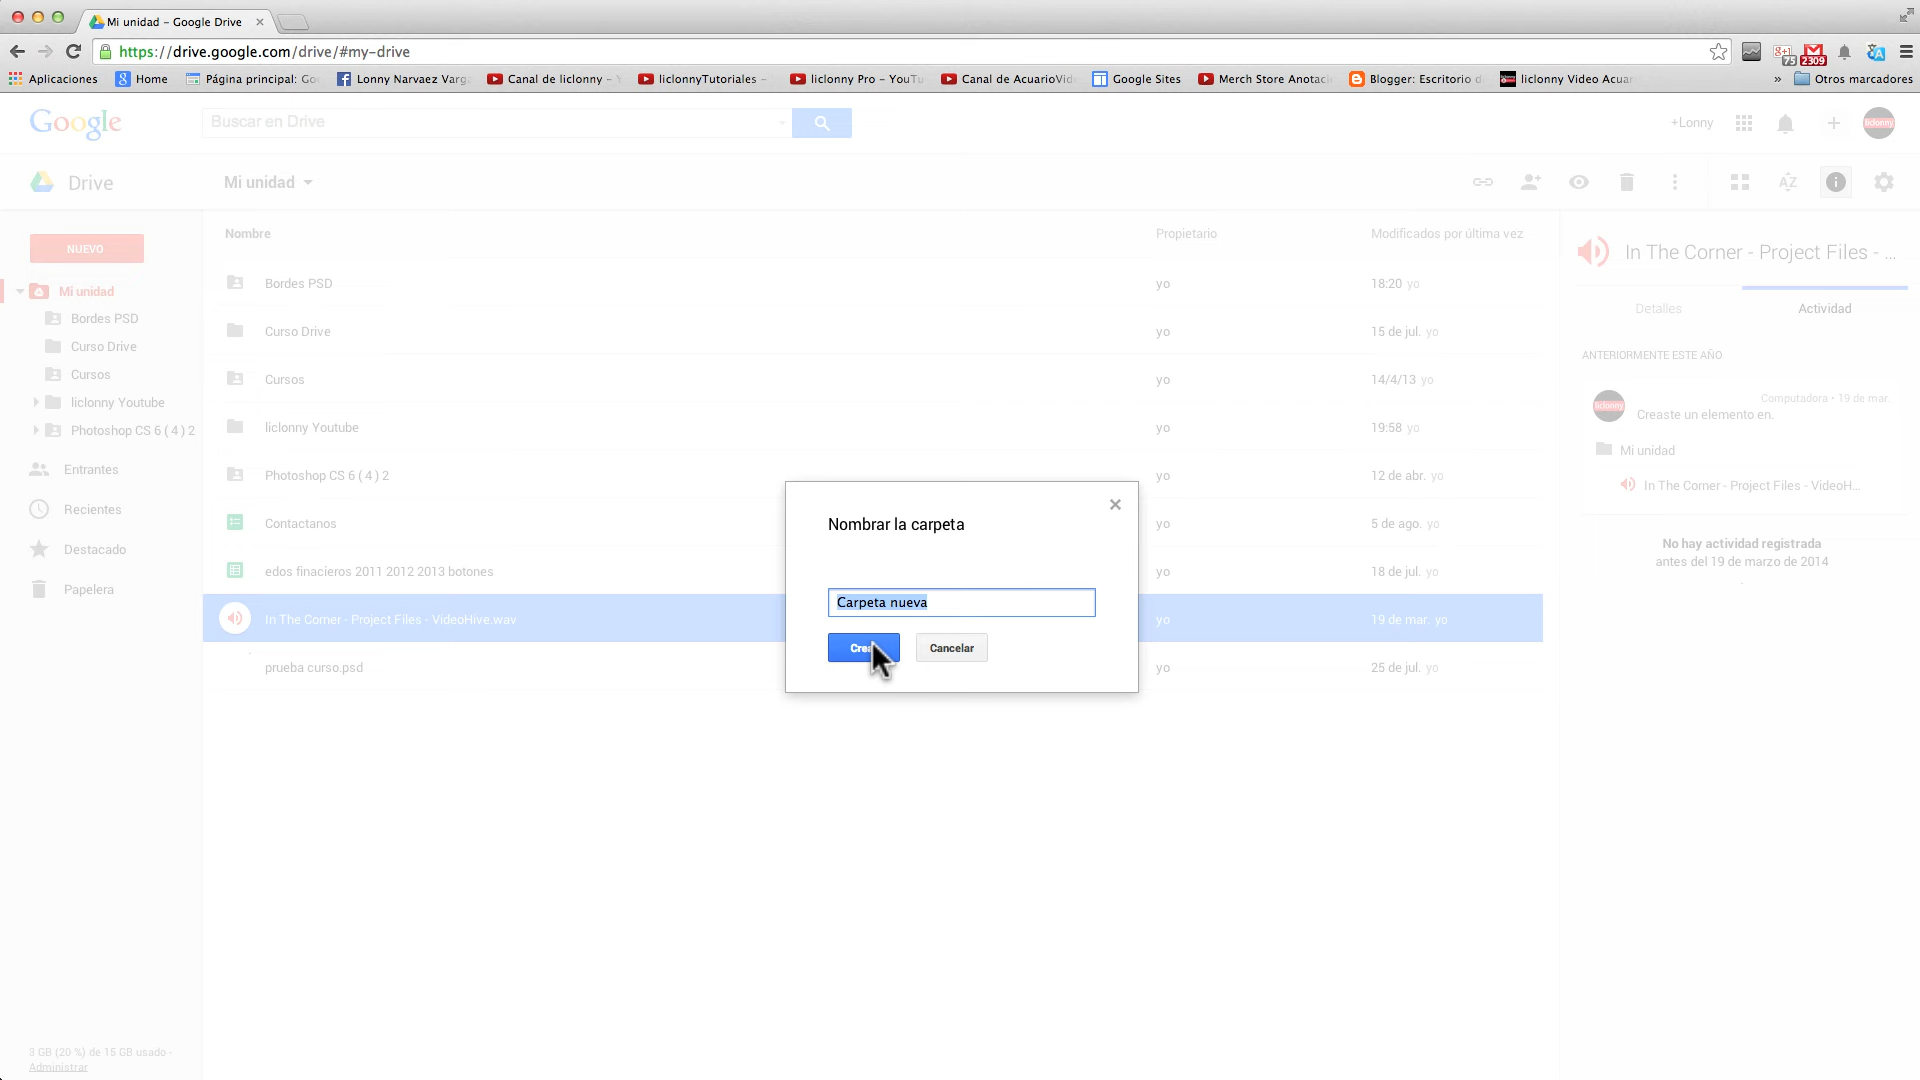 Mi unidad – Google Drive
https://drive.google.com/drive/#my-drive
75
2309
Aplicaciones
Home
Página principal:
Facebook Lonny Narvaez
Canal de liclonny –
liclonnyTutoriales –
liclonny Pro – YouTu
Canal de AcuarioVid
Google Sites
Merch Store Anotaci
Blogger: Escritorio
liclonny Video Acuar
» Otros marcadores
Google
Buscar en Drive
+Lonny
liclonny
Drive
Mi unidad
AZ
NUEVO
Mi unidad
Bordes PSD
Curso Drive
Cursos
liclonny Youtube
Photoshop CS 6 ( 4 ) 2
Entrantes
Recientes
Destacado
Papelera
3 GB (20 %) de 15 GB usado
Administrar
Nombre Propietario Modificados por última vez
Bordes PSD yo 18:20 yo
Curso Drive yo 15 de jul. yo
Cursos yo 14/4/13 yo
liclonny Youtube yo 19:58 yo
Photoshop CS 6 ( 4 ) 2 yo 12 de abr. yo
Contactanos yo 5 de ago. yo
edos finacieros 2011 2012 2013 botones yo 18 de jul. yo
In The Corner - Project Files - VideoHive.wav yo 19 de mar. yo
prueba curso.psd yo 25 de jul. yo
Nombrar la carpeta
Carpeta nueva
Cancelar
In The Corner - Project Files - ...
Detalles Actividad
ANTERIORMENTE ESTE AÑO
liclonny
Computadora • 19 de mar.
Creaste un elemento en.
Mi unidad
In The Corner - Project Files - VideoH...
No hay actividad registrada
antes del 19 de marzo de 2014